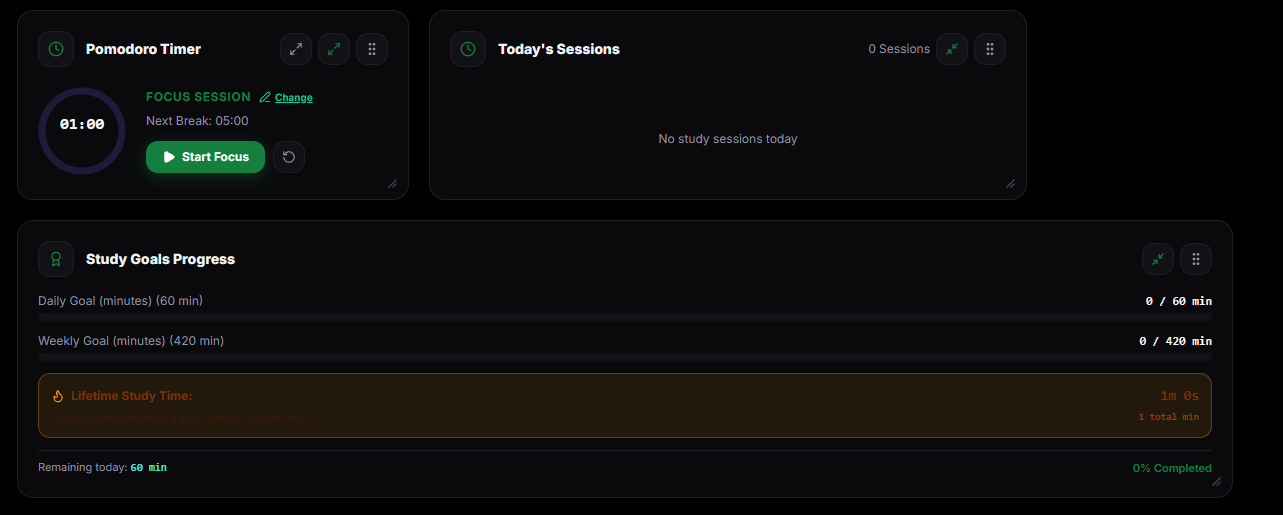 Pomodoro Timer
01:00
FOCUS SESSION Change
Next Break: 05:00
Start Focus
Today's Sessions
0 Sessions
No study sessions today
Study Goals Progress
Daily Goal (minutes) (60 min)
0 / 60 min
Weekly Goal (minutes) (420 min)
0 / 420 min
Lifetime Study Time:
1m 0s
1 total min
Remaining today: 60 min
0% Completed